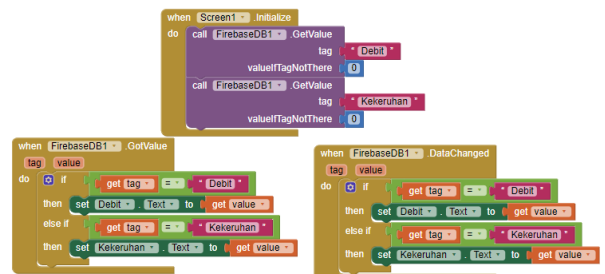 when Screen1 .Initialize
do call FirebaseDB1 .GetValue
tag " Debit "
valueIfTagNotThere 0
call FirebaseDB1 .GetValue
tag " Kekeruhan "
valueIfTagNotThere 0
when FirebaseDB1 .GotValue
tag value
do if get tag = " Debit "
then set Debit . Text to get value
else if get tag = " Kekeruhan "
then set Kekeruhan . Text to get value
when FirebaseDB1 .DataChanged
tag value
do if get tag = " Debit "
then set Debit . Text to get value
else if get tag = " Kekeruhan "
then set Kekeruhan . Text to get value